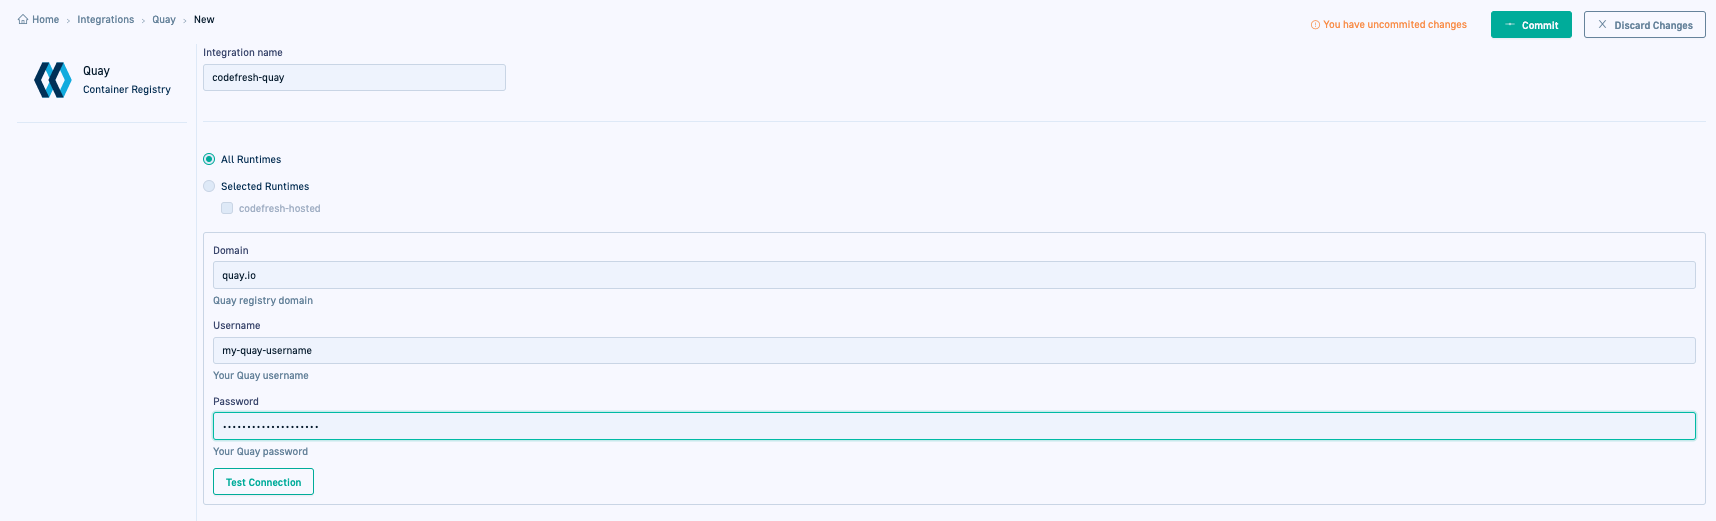 Home › Integrations › Quay › New
You have uncommited changes
Commit
Discard Changes
Quay
Container Registry
Integration name
codefresh-quay
All Runtimes
Selected Runtimes
codefresh-hosted
Domain
quay.io
Quay registry domain
Username
my-quay-username
Your Quay username
Password
••••••••••••••••••••
Your Quay password
Test Connection